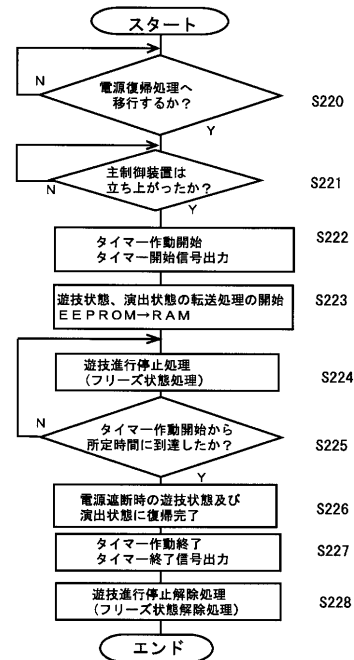 スタート
電源復帰処理へ
移行するか？
N
Y
S220
主制御装置は
立ち上がったか？
N
Y
S221
タイマー作動開始
タイマー開始信号出力
S222
遊技状態、演出状態の転送処理の開始
ＥＥＰＲＯＭ→ＲＡＭ
S223
遊技進行停止処理
(フリーズ状態処理)
S224
タイマー作動開始から
所定時間に到達したか？
N
Y
S225
電源遮断時の遊技状態及び
演出状態に復帰完了
S226
タイマー作動終了
タイマー終了信号出力
S227
遊技進行停止解除処理
(フリーズ状態解除処理)
S228
エンド